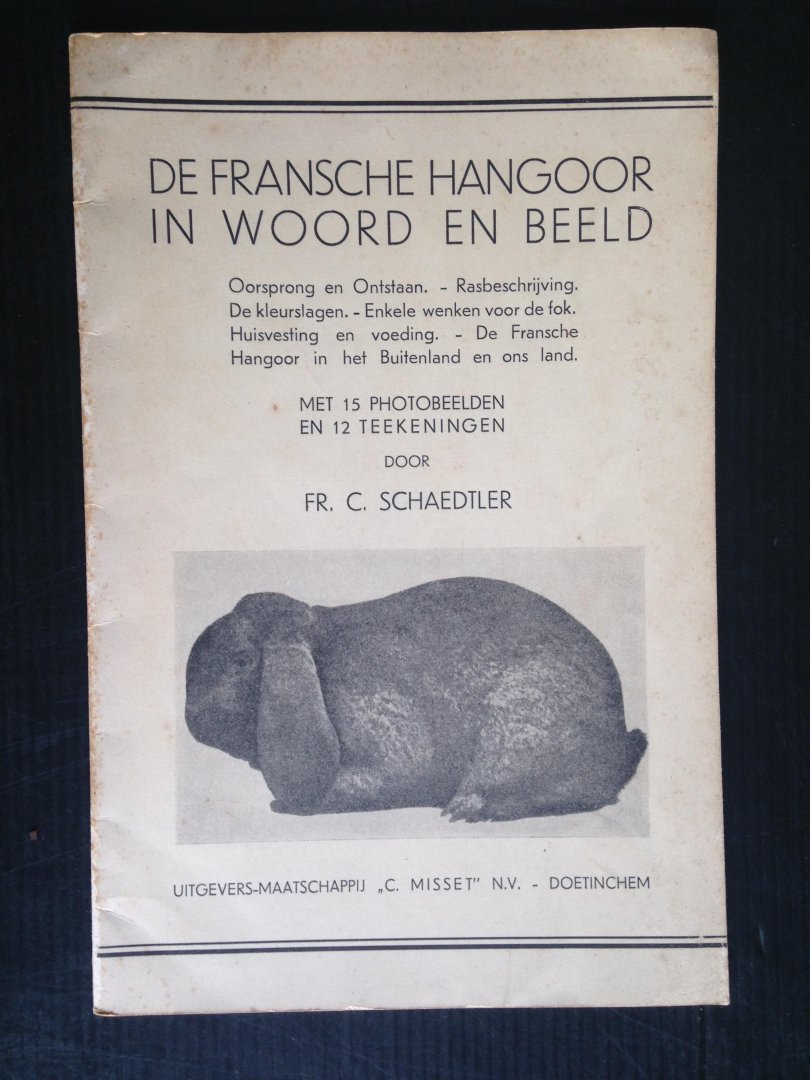 DE FRANSCHE HANGOOR
IN WOORD EN BEELD
Oorsprong en Ontstaan. - Rasbeschrijving.
De kleurslagen. - Enkele wenken voor de fok.
Huisvesting en voeding. - De Fransche
Hangoor in het Buitenland en ons land.
MET 15 PHOTOBEELDEN
EN 12 TEEKENINGEN
DOOR
FR. C. SCHAEDTLER
UITGEVERS-MAATSCHAPPIJ „C. MISSET" N.V. - DOETINCHEM